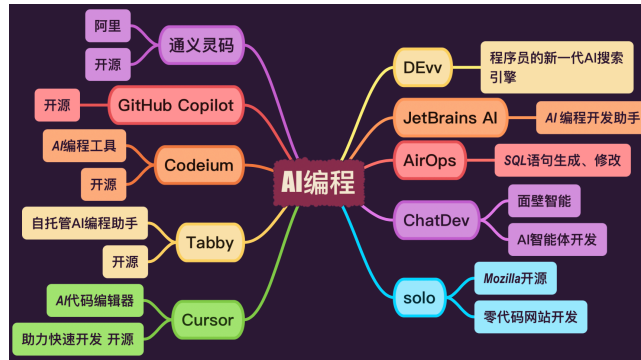 AI编程
通义灵码
阿里
开源
GitHub Copilot
开源
Codeium
AI编程工具
开源
Tabby
自托管AI编程助手
开源
Cursor
AI代码编辑器
助力快速开发 开源
DEvv
程序员的新一代AI搜索
引擎
JetBrains AI
AI 编程开发助手
AirOps
SQL语句生成、修改
ChatDev
面壁智能
AI智能体开发
solo
Mozilla开源
零代码网站开发